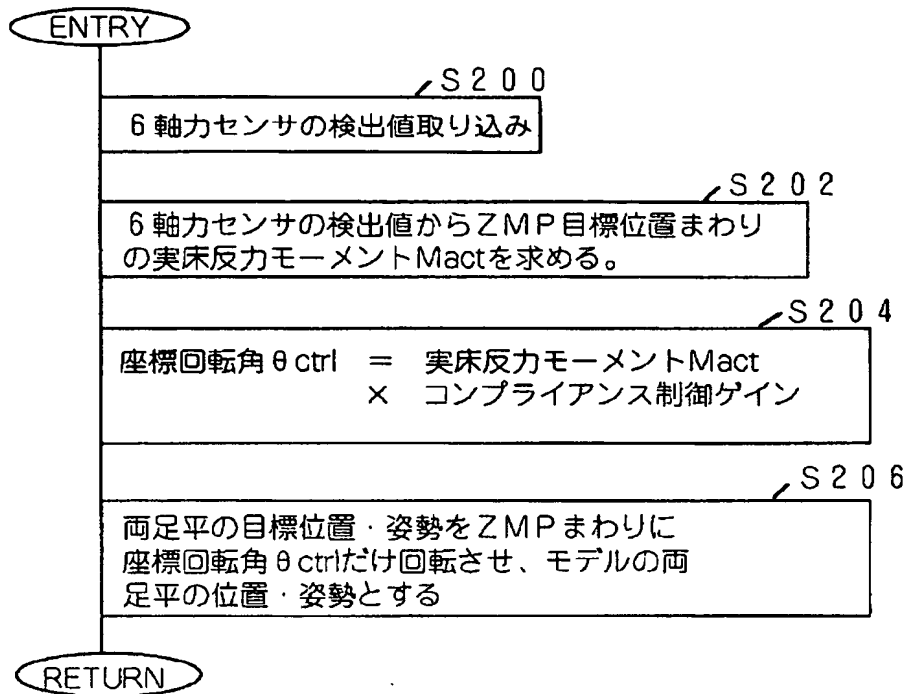 ENTRY
S200
6軸力センサの検出値取り込み
S202
6軸力センサの検出値からZMP目標位置まわり
の実床反力モーメントMactを求める。
S204
座標回転角θctrl = 実床反力モーメントMact
× コンプライアンス制御ゲイン
S206
両足平の目標位置・姿勢をZMPまわりに
座標回転角θctrlだけ回転させ、モデルの両
足平の位置・姿勢とする
RETURN